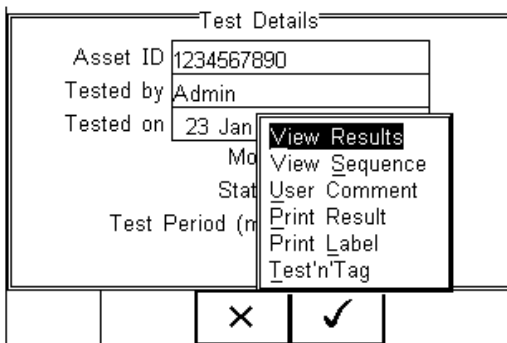 Test Details
Asset ID 1234567890
Tested by Admin
Tested on 23 Jan
Mo
Stat
Test Period (m
View Results
View Sequence
User Comment
Print Result
Print Label
Test'n'Tag